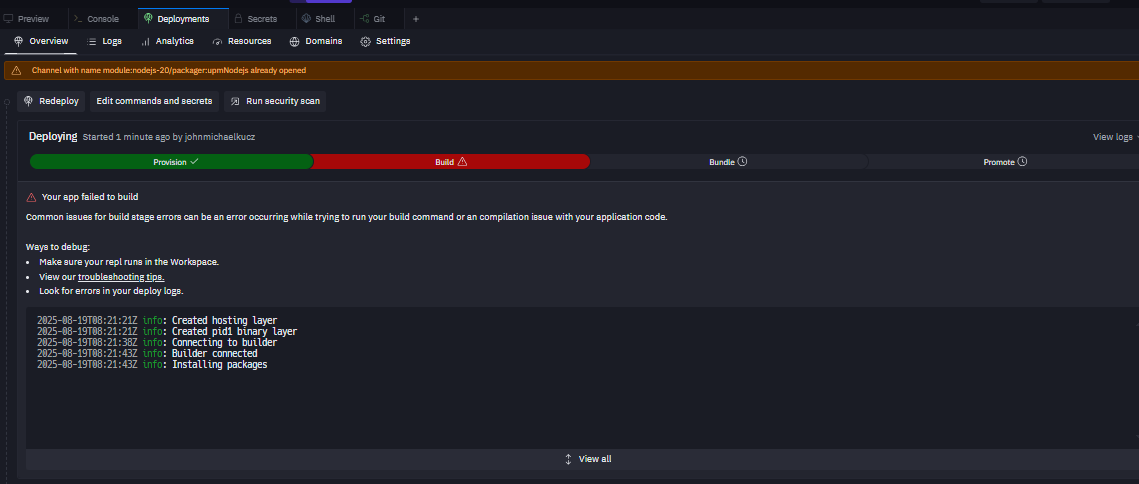 Preview Console Deployments Secrets Shell Git
Overview Logs Analytics Resources Domains Settings
Channel with name module:nodejs-20/packager:upmNodejs already opened
Redeploy Edit commands and secrets Run security scan
Deploying Started 1 minute ago by johnmichaelkucz View logs
Provision Build Bundle Promote
Your app failed to build
Common issues for build stage errors can be an error occurring while trying to run your build command or an compilation issue with your application code.
Ways to debug:
• Make sure your repl runs in the Workspace.
• View our troubleshooting tips.
• Look for errors in your deploy logs.
2025-08-19T08:21:21Z info: Created hosting layer
2025-08-19T08:21:21Z info: Created pid1 binary layer
2025-08-19T08:21:38Z info: Connecting to builder
2025-08-19T08:21:43Z info: Builder connected
2025-08-19T08:21:43Z info: Installing packages
View all